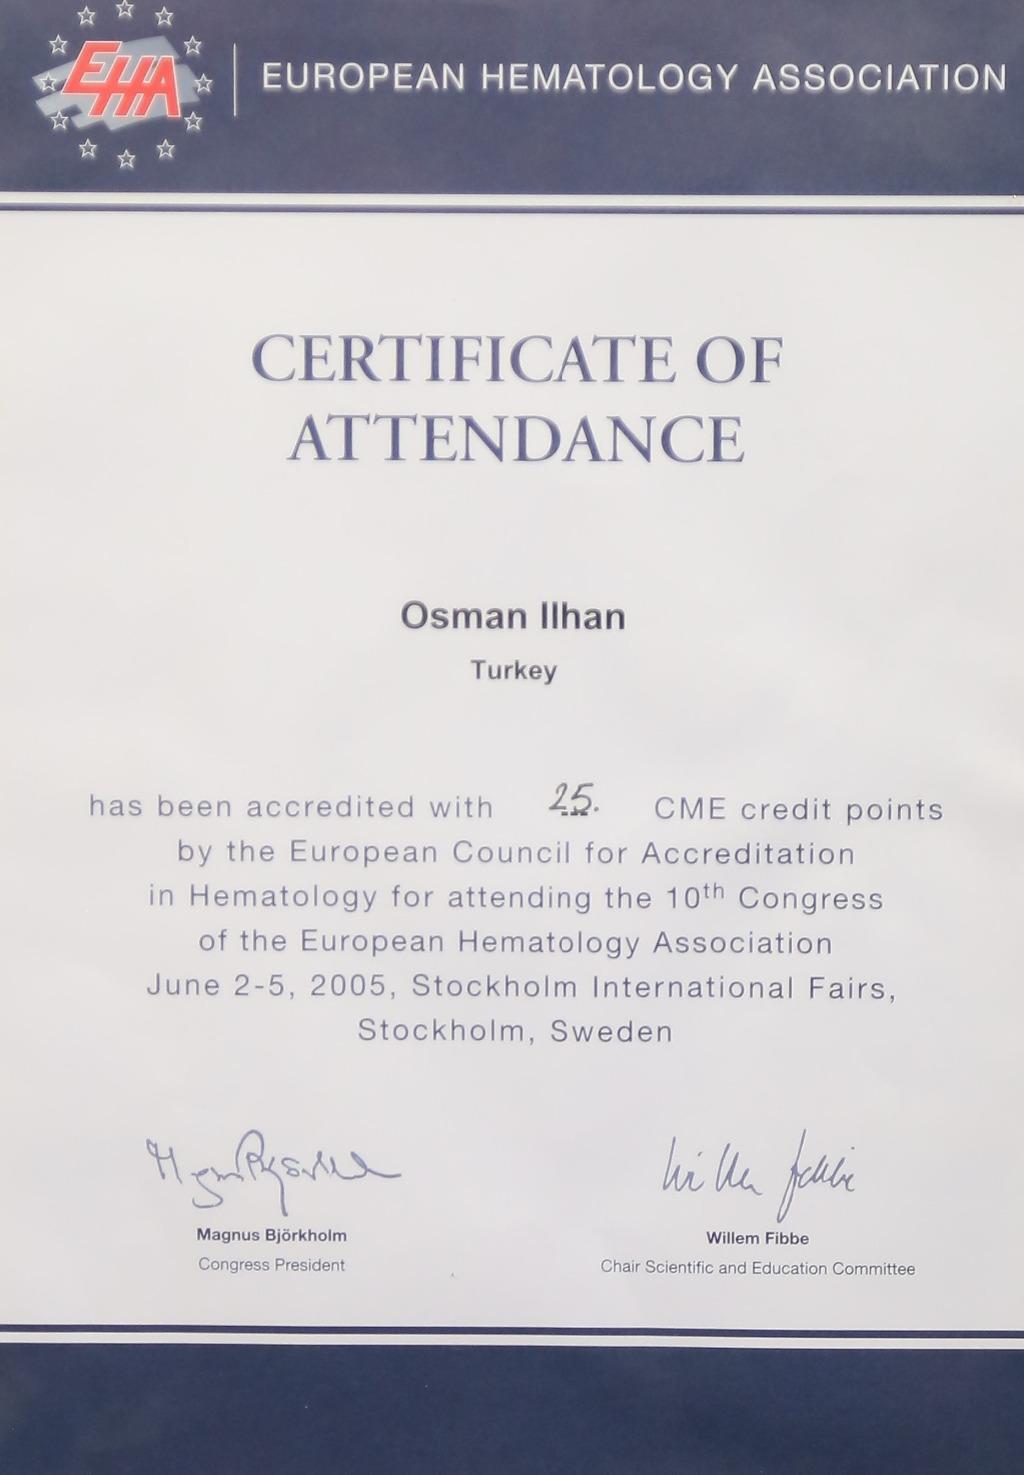 EHA
EUROPEAN HEMATOLOGY ASSOCIATION
CERTIFICATE OF
ATTENDANCE
Osman Ilhan
Turkey
has been accredited with 25. CME credit points
by the European Council for Accreditation
in Hematology for attending the 10th Congress
of the European Hematology Association
June 2-5, 2005, Stockholm International Fairs,
Stockholm, Sweden
Willem Fibbe
Magnus Björkholm
Willem Fibbe
Congress President
Chair Scientific and Education Committee